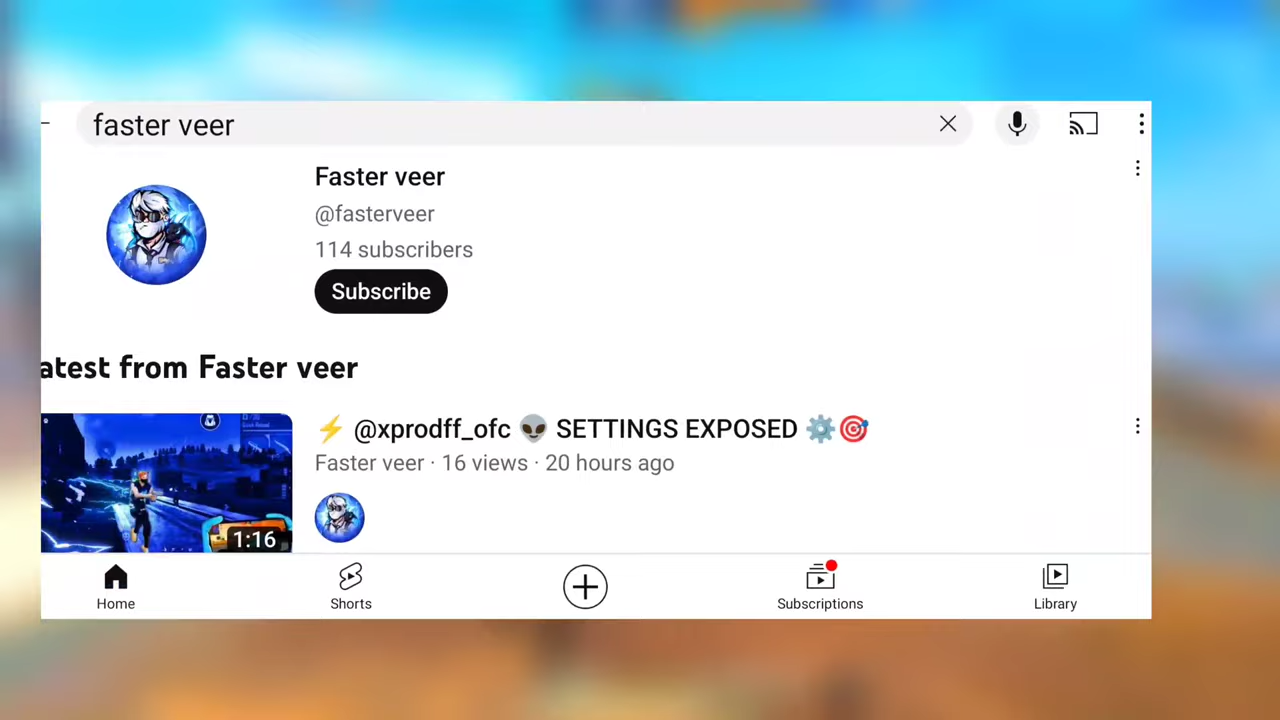 faster veer
Faster veer
@fasterveer
114 subscribers
Subscribe
atest from Faster veer
⚡ @xprodff_ofc 👽 SETTINGS EXPOSED ⚙️🎯
Faster veer · 16 views · 20 hours ago
1:16
Home
Shorts
Subscriptions
Library